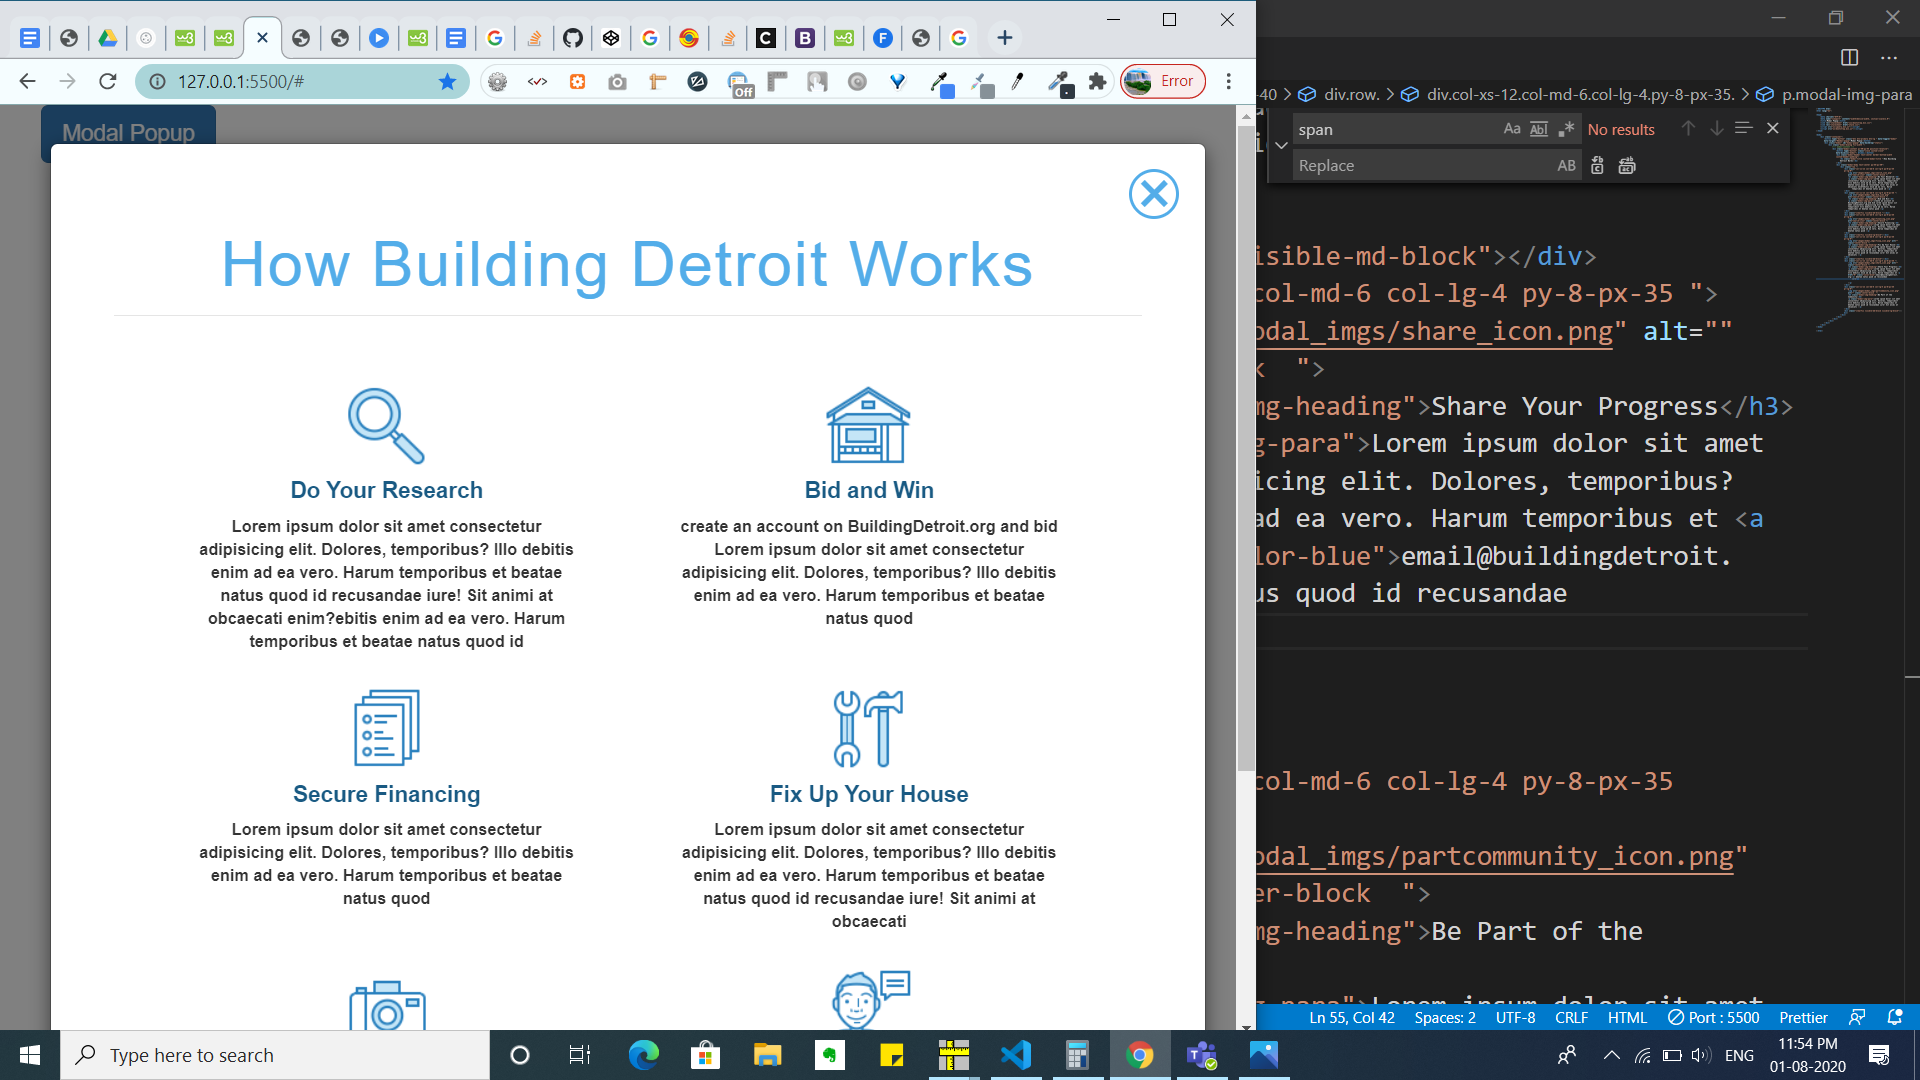 127.0.0.1:5500/#
Off
Error
Modal Popup
How Building Detroit Works
Do Your Research
Lorem ipsum dolor sit amet consectetur
adipisicing elit. Dolores, temporibus? Illo debitis
enim ad ea vero. Harum temporibus et beatae
natus quod id recusandae iure! Sit animi at
obcaecati enim?ebitis enim ad ea vero. Harum
temporibus et beatae natus quod id
Bid and Win
create an account on BuildingDetroit.org and bid
Lorem ipsum dolor sit amet consectetur
adipisicing elit. Dolores, temporibus? Illo debitis
enim ad ea vero. Harum temporibus et beatae
natus quod
Secure Financing
Lorem ipsum dolor sit amet consectetur
adipisicing elit. Dolores, temporibus? Illo debitis
enim ad ea vero. Harum temporibus et beatae
natus quod
Fix Up Your House
Lorem ipsum dolor sit amet consectetur
adipisicing elit. Dolores, temporibus? Illo debitis
enim ad ea vero. Harum temporibus et beatae
natus quod id recusandae iure! Sit animi at
obcaecati
-40 > div.row. > div.col-xs-12.col-md-6.col-lg-4.py-8-px-35. > p.modal-img-para
span Aa Abl .* No results
Replace AB
isible-md-block"></div>
col-md-6 col-lg-4 py-8-px-35 ">
odal_imgs/share_icon.png" alt=""
">
mg-heading">Share Your Progress</h3>
g-para">Lorem ipsum dolor sit amet
icing elit. Dolores, temporibus?
ad ea vero. Harum temporibus et <a
lor-blue">email@buildingdetroit.
us quod id recusandae
col-md-6 col-lg-4 py-8-px-35
odal_imgs/partcommunity_icon.png"
er-block ">
mg-heading">Be Part of the
g-para">Lorem ipsum dolor sit amet
Ln 55, Col 42 Spaces: 2 UTF-8 CRLF HTML Port : 5500 Prettier
Type here to search
ENG
11:54 PM
01-08-2020